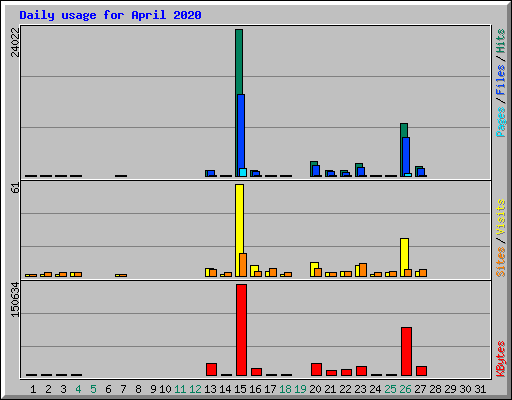 Daily usage for April 2020
24022
Pages/Files/Hits
61
Sites/Visits
150634
KBytes
1 2 3 4 5 6 7 8 9 10 11 12 13 14 15 16 17 18 19 20 21 22 23 24 25 26 27 28 29 30 31